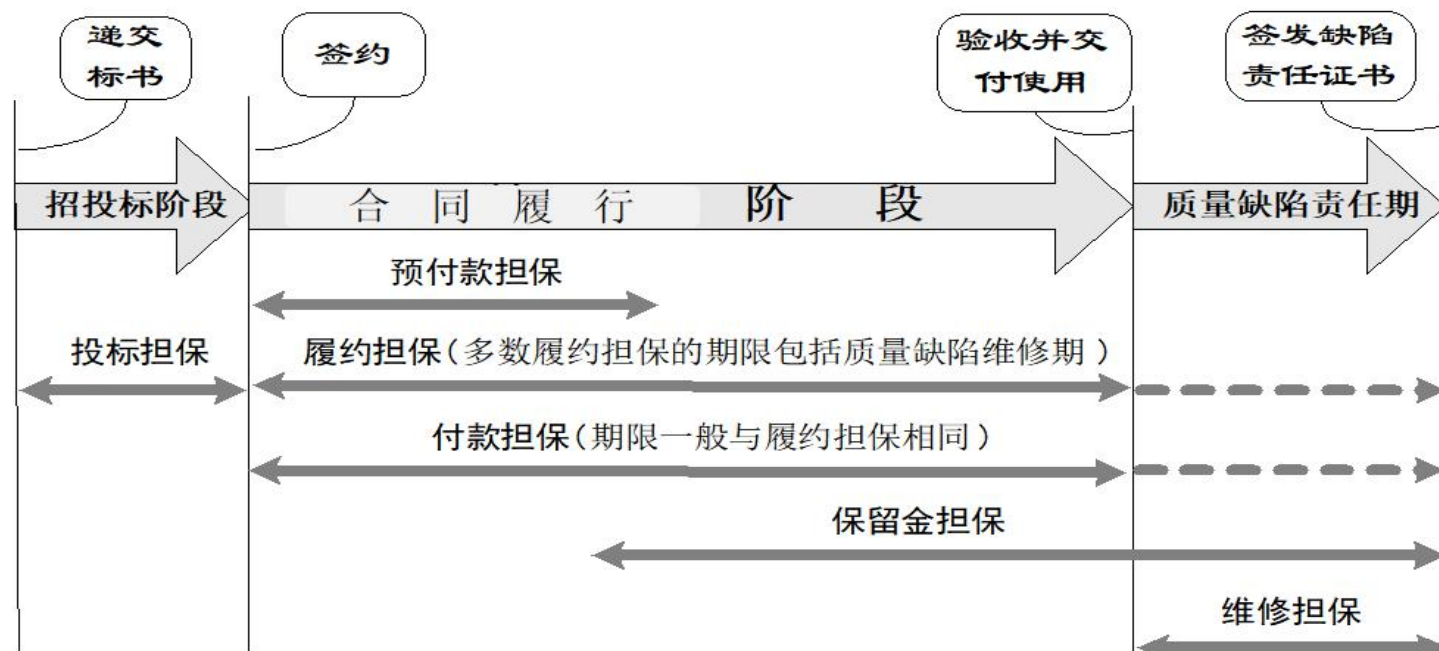 递交
标书
签约
验收并交
付使用
签发缺陷
责任证书
招投标阶段
合同履行阶段
质量缺陷责任期
预付款担保
投标担保
履约担保(多数履约担保的期限包括质量缺陷维修期)
付款担保(期限一般与履约担保相同)
保留金担保
维修担保